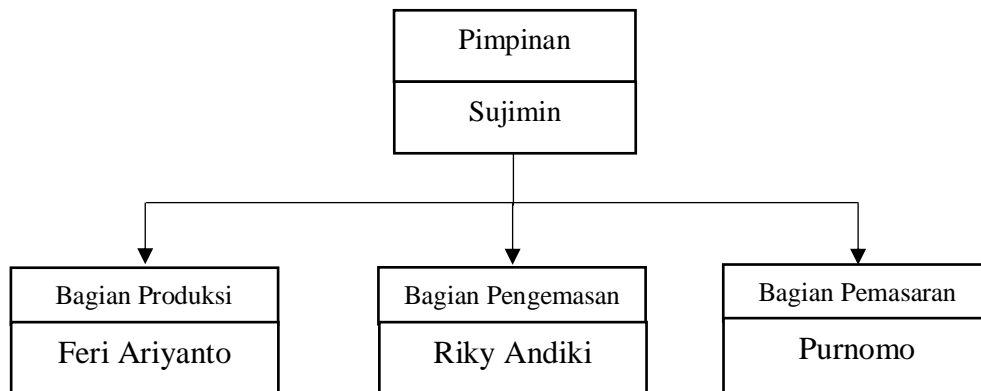 Pimpinan
Sujimin
Bagian Produksi
Feri Ariyanto
Bagian Pengemasan
Riky Andiki
Bagian Pemasaran
Purnomo